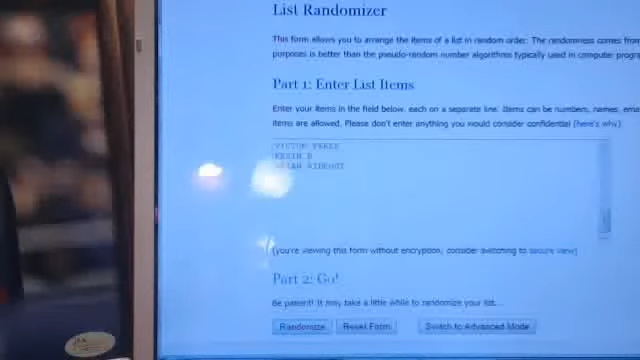 List Randomizer
This form allows you to arrange the items of a list in random order. The randomness comes from
purposes is better than the pseudo-random number algorithms typically used in computer progra
Part 1: Enter List Items
Enter your items in the field below, each on a separate line. Items can be numbers, names, ema
items are allowed. Please don't enter anything you would consider confidential (here's why).
VICTOR PEREZ
KEVIN B
RIDEOUT
(you're viewing this form without encryption; consider switching to secure view)
Part 2: Go!
Be patient! It may take a little while to randomize your list...
Randomize Reset Form Switch to Advanced Mode